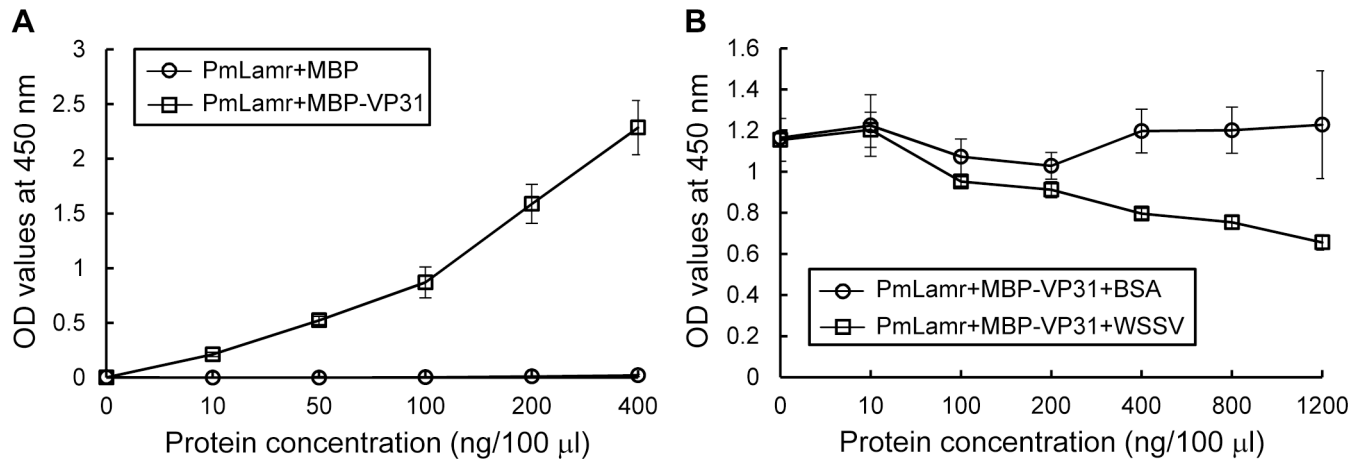 A
OD values at 450 nm
3
2.5
2
1.5
1
0.5
0
PmLamr+MBP
PmLamr+MBP-VP31
0 10 50 100 200 400
Protein concentration (ng/100 μl)
B
OD values at 450 nm
1.6
1.4
1.2
1
0.8
0.6
0.4
0.2
0
PmLamr+MBP-VP31+BSA
PmLamr+MBP-VP31+WSSV
0 10 100 200 400 800 1200
Protein concentration (ng/100 μl)